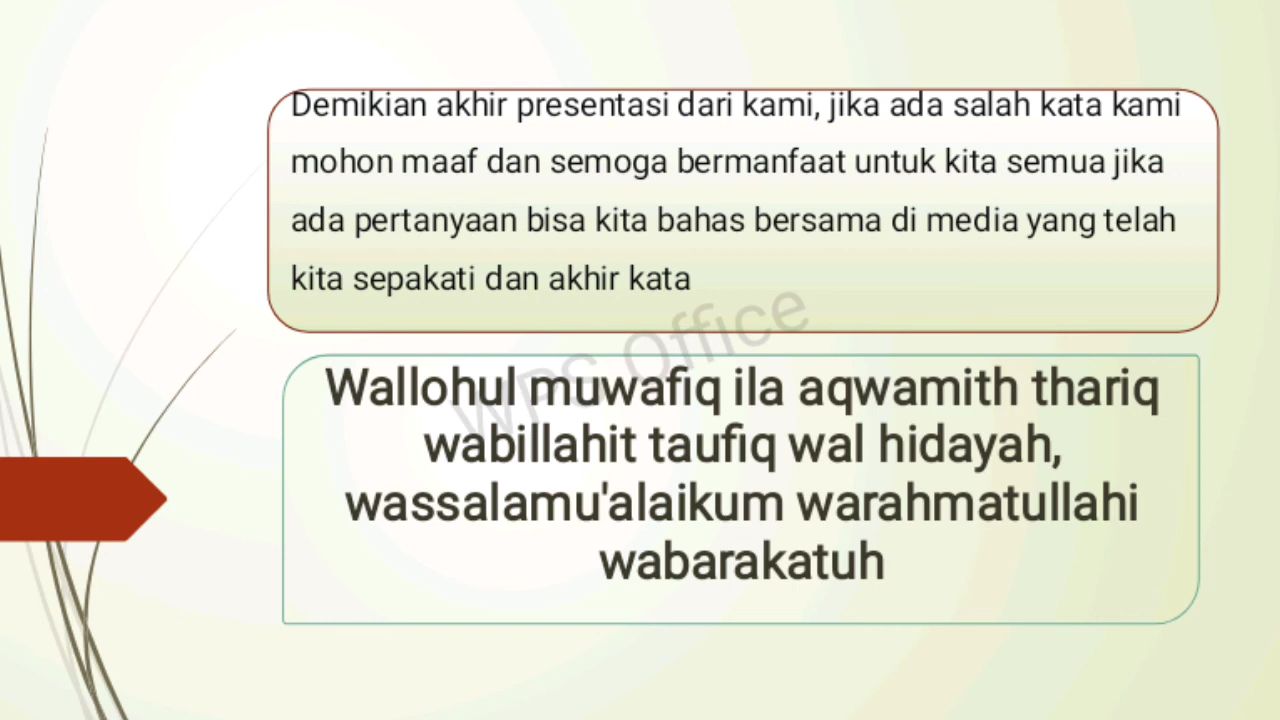 Demikian akhir presentasi dari kami, jika ada salah kata kami
mohon maaf dan semoga bermanfaat untuk kita semua jika
ada pertanyaan bisa kita bahas bersama di media yang telah
kita sepakati dan akhir kata
WPS Office
Wallohul muwafiq ila aqwamith thariq
wabillahit taufiq wal hidayah,
wassalamu'alaikum warahmatullahi
wabarakatuh